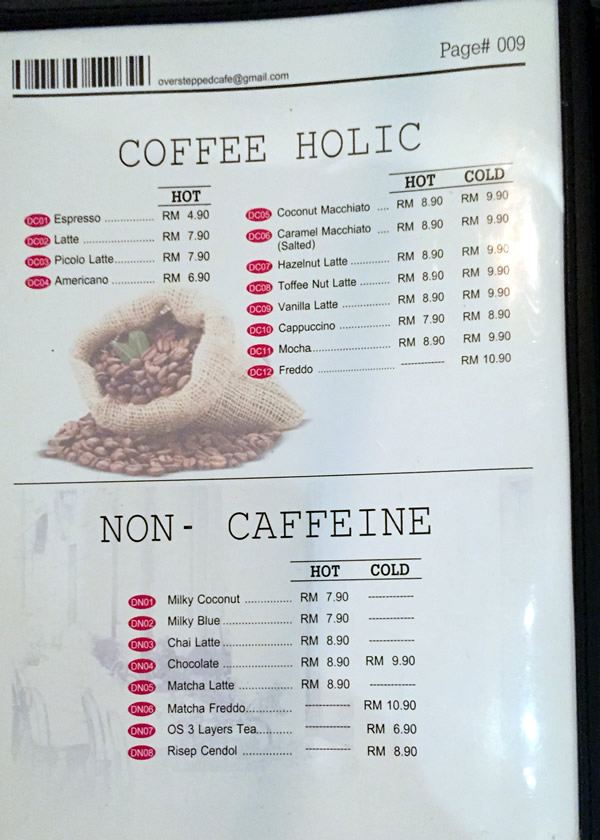 Page# 009
oversteppedcafe@gmail.com
COFFEE HOLIC
HOT
DC01 Espresso ............... RM 4.90
DC02 Latte ...................... RM 7.90
DC03 Picolo Latte............ RM 7.90
DC04 Americano ............ RM 6.90
HOT COLD
DC05 Coconut Macchiato .... RM 8.90 RM 9.90
DC06 Caramel Macchiato .... RM 8.90 RM 9.90
(Salted)
DC07 Hazelnut Latte ............ RM 8.90 RM 9.90
DC08 Toffee Nut Latte ......... RM 8.90 RM 9.90
DC09 Vanilla Latte ............... RM 8.90 RM 9.90
DC10 Cappuccino ................ RM 7.90 RM 8.90
DC11 Mocha........................ RM 8.90 RM 9.90
DC12 Freddo ....................... ------------ RM 10.90
NON- CAFFEINE
HOT COLD
DN01 Milky Coconut .............. RM 7.90 ------------
DN02 Milky Blue ..................... RM 7.90 ------------
DN03 Chai Latte ..................... RM 8.90 ------------
DN04 Chocolate ..................... RM 8.90 RM 9.90
DN05 Matcha Latte ................ RM 8.90 ------------
DN06 Matcha Freddo.............. ------------ RM 10.90
DN07 OS 3 Layers Tea........... ------------ RM 6.90
DN08 Risep Cendol ............... ------------ RM 8.90